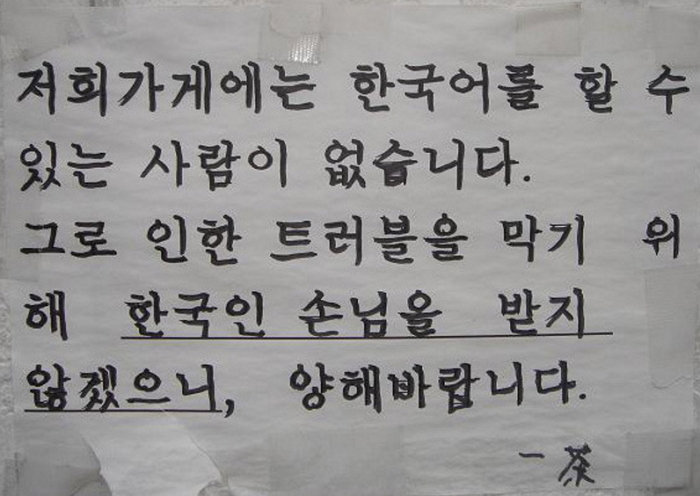 저희가게에는 한국어를 할 수
있는 사람이 없습니다.
그로 인한 트러블을 막기 위
해 한국인 손님을 받지
않겠으니, 양해바랍니다.
一茶